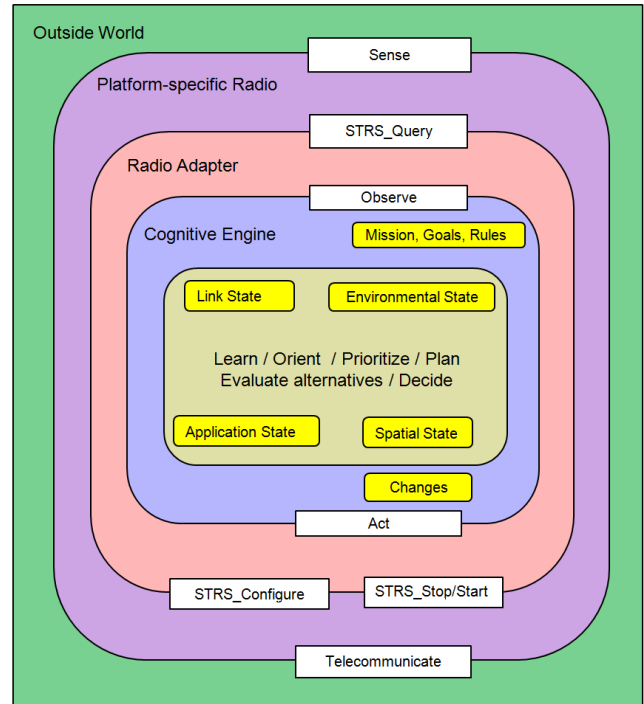 Outside World
Sense
Platform-specific Radio
STRS_Query
Radio Adapter
Observe
Cognitive Engine
Mission, Goals, Rules
Link State
Environmental State
Learn / Orient / Prioritize / Plan
Evaluate alternatives / Decide
Application State
Spatial State
Changes
Act
STRS_Configure
STRS_Stop/Start
Telecommunicate